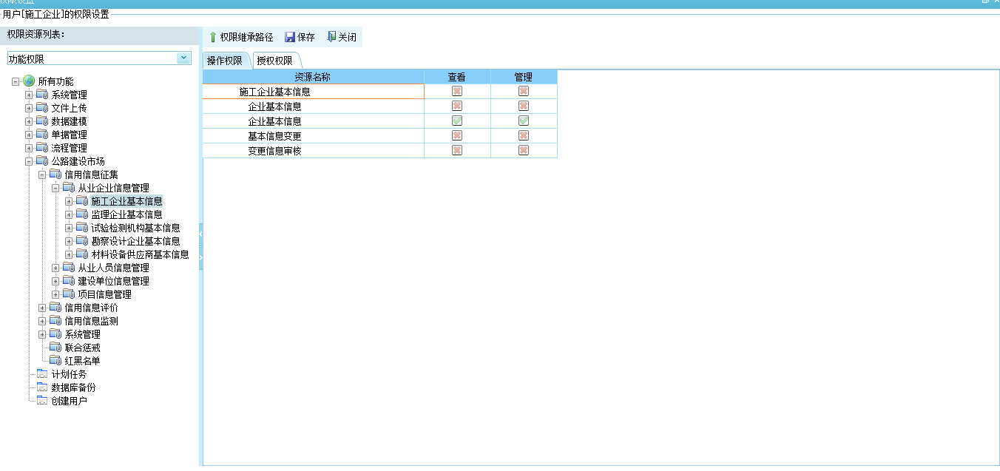 权限设置
用户[施工企业]的权限设置
权限资源列表：
功能权限
所有功能
系统管理
文件上传
数据建模
单据管理
流程管理
公路建设市场
信用信息征集
从业企业信息管理
施工企业基本信息
监理企业基本信息
试验检测机构基本信息
勘察设计企业基本信息
材料设备供应商基本信息
从业人员信息管理
建设单位信息管理
项目信息管理
信用信息评价
信用信息监测
系统管理
联合惩戒
红黑名单
计划任务
数据库备份
创建用户
权限继承路径 保存 关闭
操作权限 授权权限
资源名称 查看 管理
施工企业基本信息
企业基本信息
企业基本信息
基本信息变更
变更信息审核